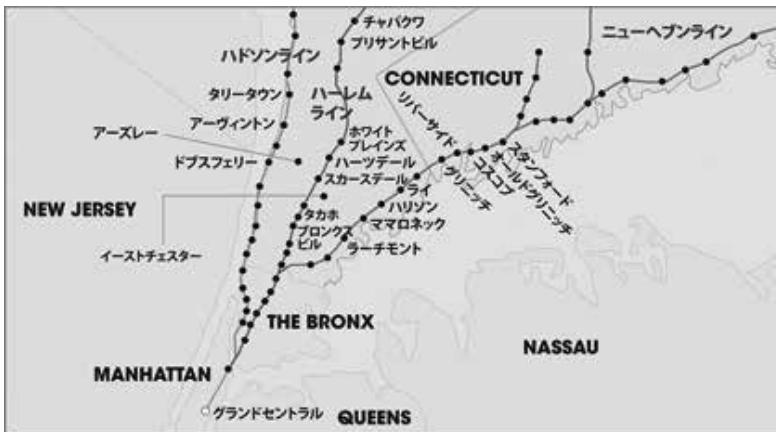 チャパクワ
プリサントビル
ニューヘブンライン
ハドソンライン
CONNECTICUT
タリータウン
ハーレム
ライン
アーヴィントン
アーズレー
リバーサイド
ホワイト
プレインズ
ドブスフェリー
ハーツデール
スカースデール
グリニッチ
コスコブ
オールドグリニッチ
スタンフォード
ライ
NEW JERSEY
タカホ
ハリソン
ブロンクス
ビル
ママロネック
イーストチェスター
ラーチモント
THE BRONX
NASSAU
MANHATTAN
グランドセントラル
QUEENS